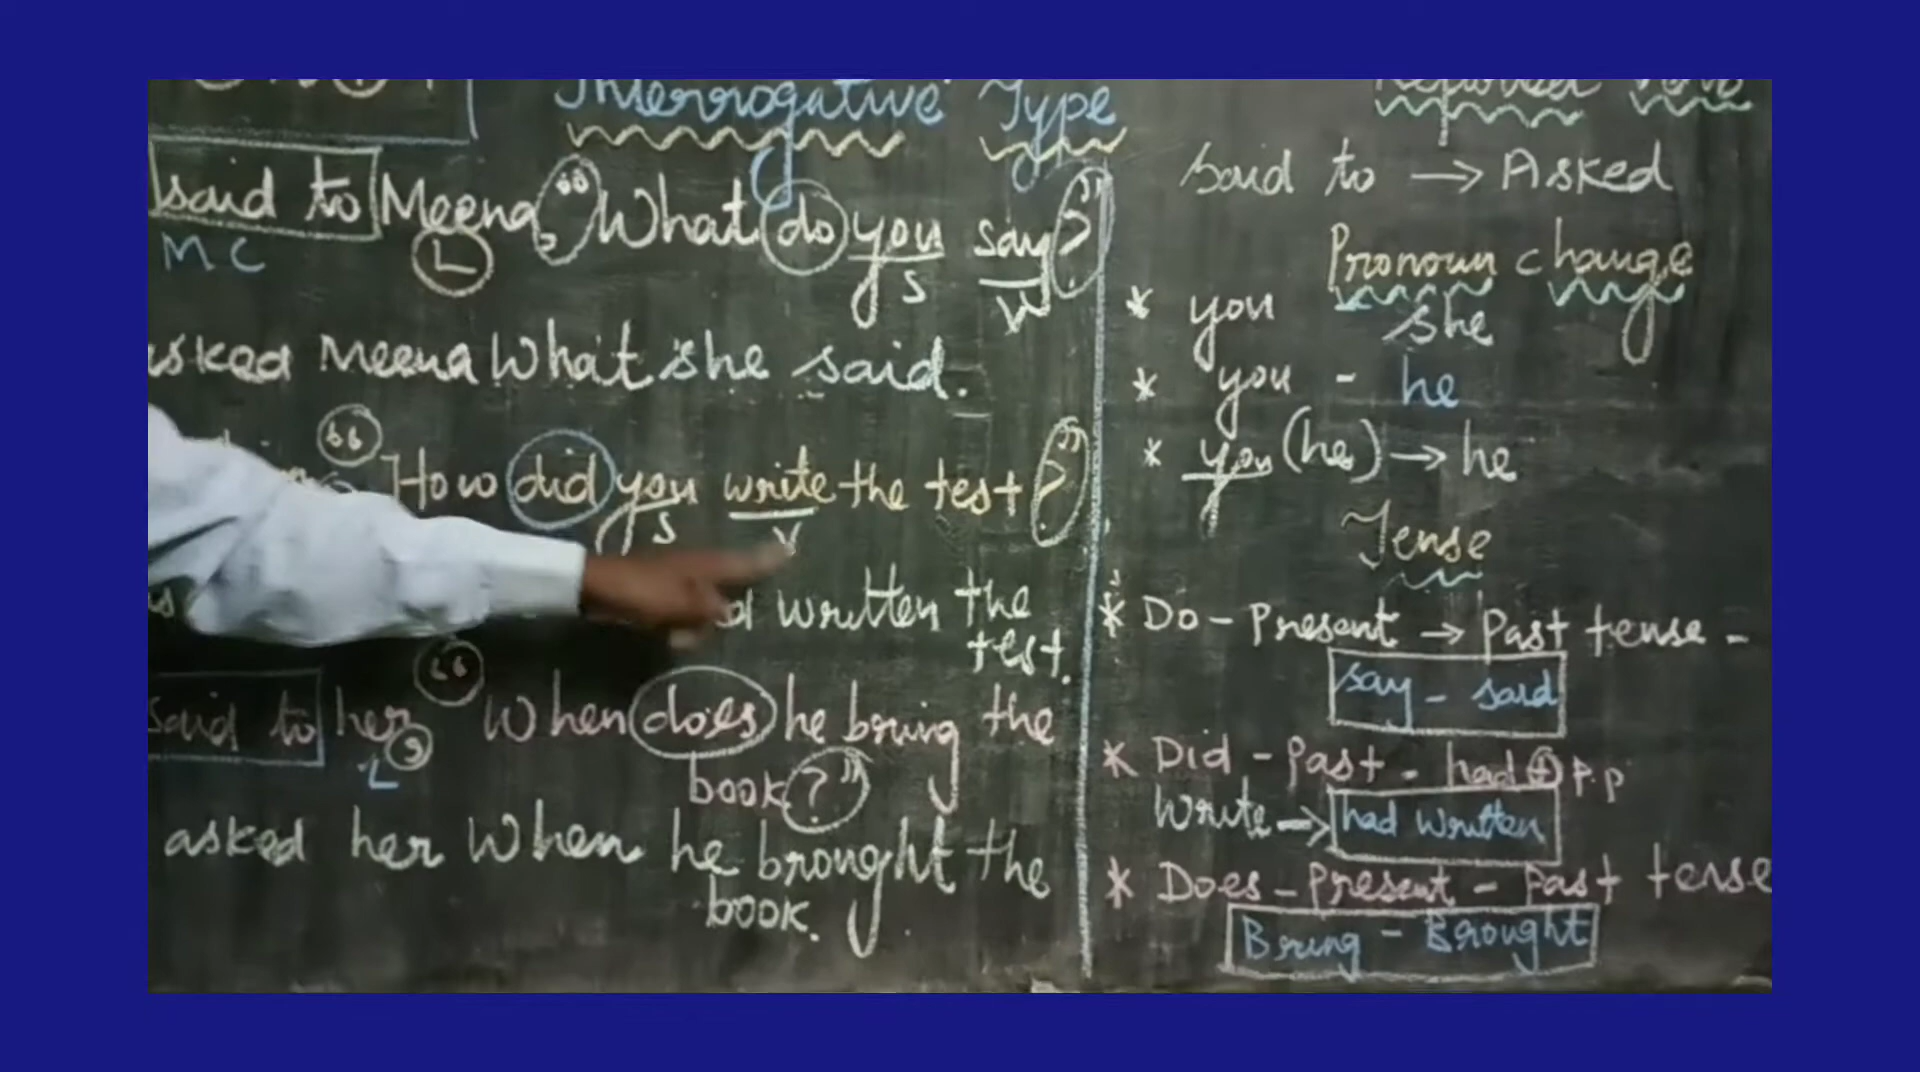 Interrogative Type
said to Meena, "What do you say?"
MC L S V
asked Meena What she said.
"How did you write the test?"
S V
written the
test.
said to her, "When does he bring the
L
book?"
asked her When he brought the
book.
Reported Verb
Said to → Asked
Pronoun change
* you she
* you - he
* you (he) → he
Tense
* Do - Present → Past tense -
say - said
* Did - Past - had + P.P
Write → had written
* Does - Present - Past tense
Bring - Brought